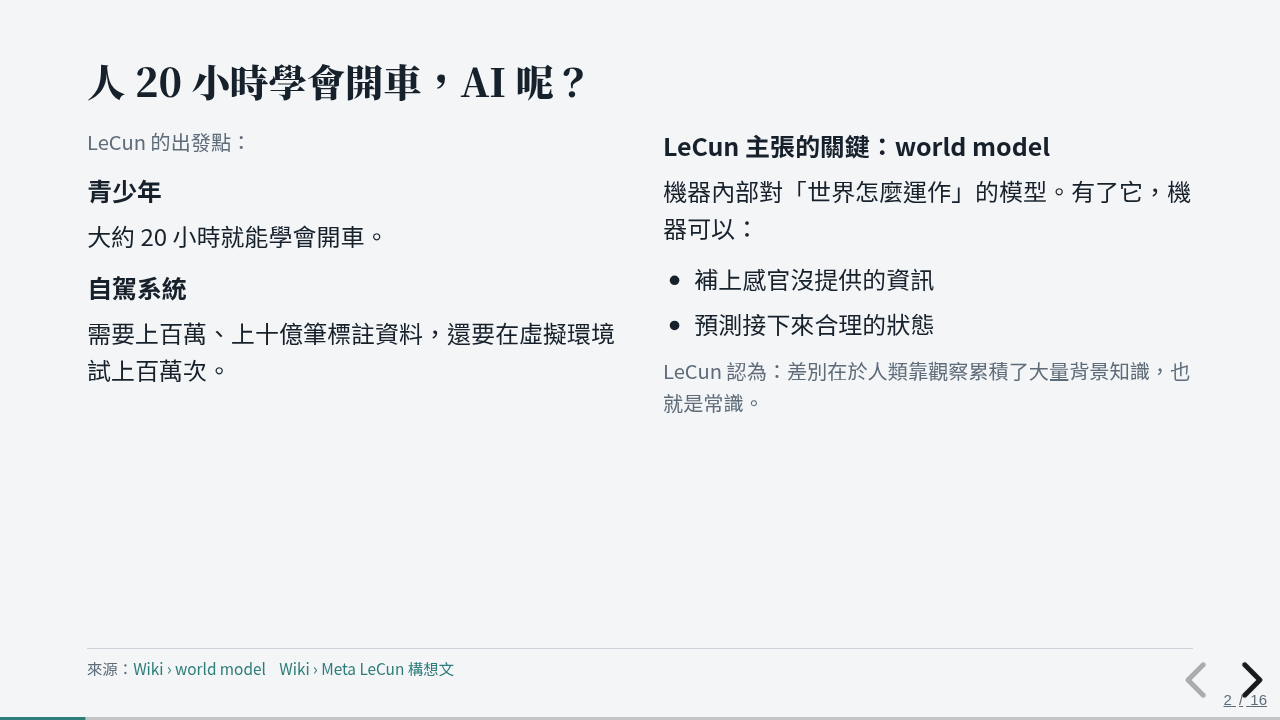 人 20 小時學會開車，AI 呢？
LeCun 的出發點：
青少年
大約 20 小時就能學會開車。
自駕系統
需要上百萬、上十億筆標註資料，還要在虛擬環境
試上百萬次。
LeCun 主張的關鍵：world model
機器內部對「世界怎麼運作」的模型。有了它，機
器可以：
• 補上感官沒提供的資訊
• 預測接下來合理的狀態
LeCun 認為：差別在於人類靠觀察累積了大量背景知識，也
就是常識。
來源：Wiki › world model Wiki › Meta LeCun 構想文
2 / 16